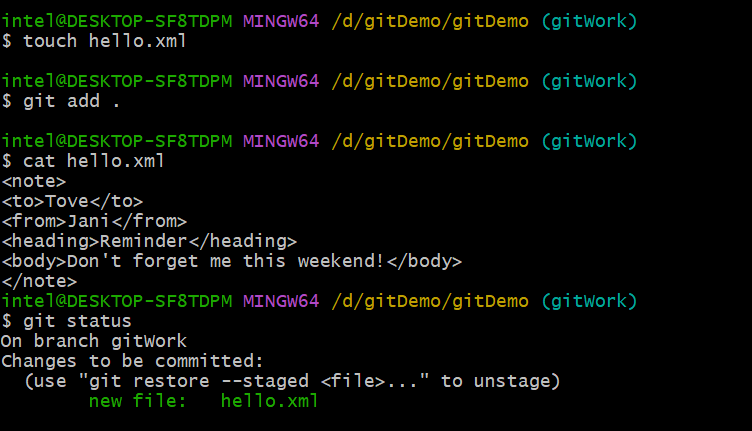 intel@DESKTOP-SF8TDPM MINGW64 /d/gitDemo/gitDemo (gitWork)
$ touch hello.xml
intel@DESKTOP-SF8TDPM MINGW64 /d/gitDemo/gitDemo (gitWork)
$ git add .
intel@DESKTOP-SF8TDPM MINGW64 /d/gitDemo/gitDemo (gitWork)
$ cat hello.xml
<note>
<to>Tove</to>
<from>Jani</from>
<heading>Reminder</heading>
<body>Don't forget me this weekend!</body>
</note>
intel@DESKTOP-SF8TDPM MINGW64 /d/gitDemo/gitDemo (gitWork)
$ git status
On branch gitWork
Changes to be committed:
  (use "git restore --staged <file>..." to unstage)
        new file:   hello.xml